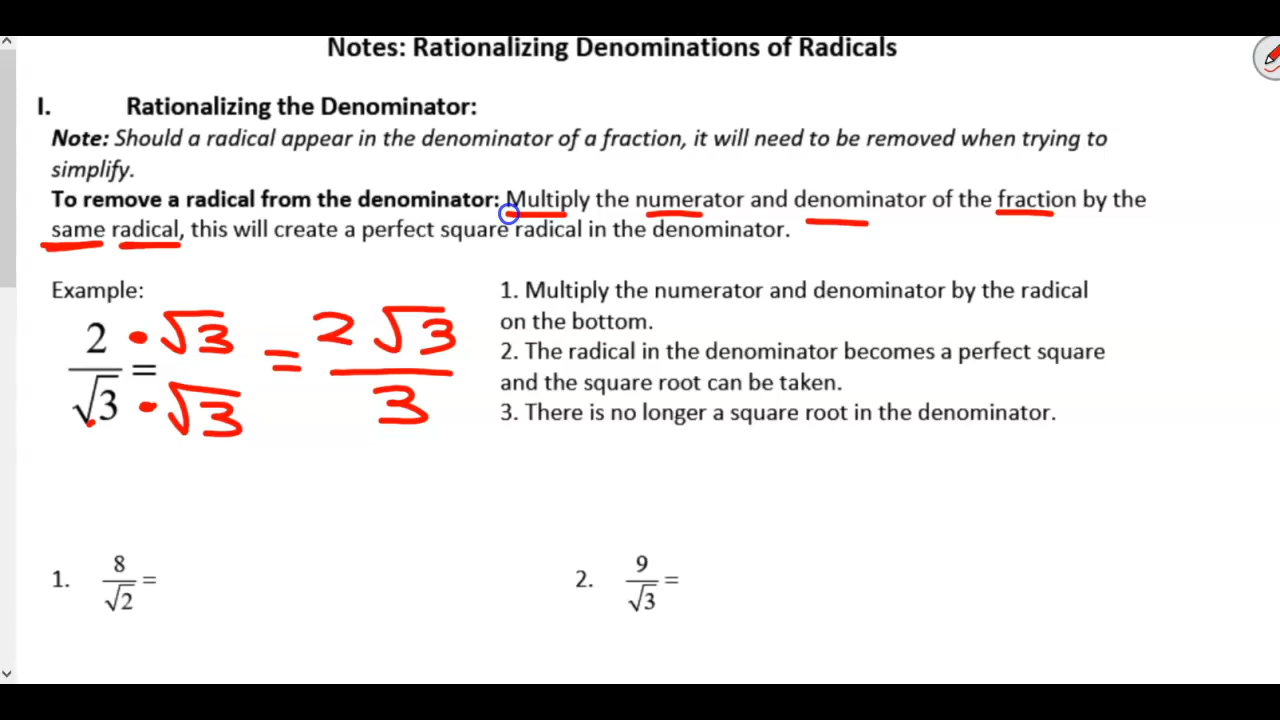 Notes: Rationalizing Denominations of Radicals
I. Rationalizing the Denominator:
Note: Should a radical appear in the denominator of a fraction, it will need to be removed when trying to
simplify.
To remove a radical from the denominator: Multiply the numerator and denominator of the fraction by the
same radical, this will create a perfect square radical in the denominator.
Example:
2/√3 = • √3 / • √3 = 2√3/3
1. Multiply the numerator and denominator by the radical
on the bottom.
2. The radical in the denominator becomes a perfect square
and the square root can be taken.
3. There is no longer a square root in the denominator.
1. 8/√2 =
2. 9/√3 =